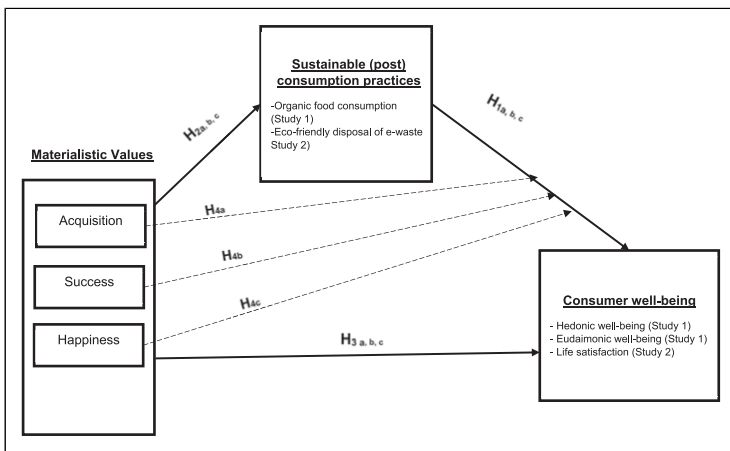 Sustainable (post)
consumption practices
-Organic food consumption
(Study 1)
-Eco-friendly disposal of e-waste
Study 2)
H2a, b, c
H1a, b, c
Materialistic Values
Acquisition
H4a
Success
H4b
Happiness
H4c
H3 a, b, c
Consumer well-being
- Hedonic well-being (Study 1)
- Eudaimonic well-being (Study 1)
- Life satisfaction (Study 2)